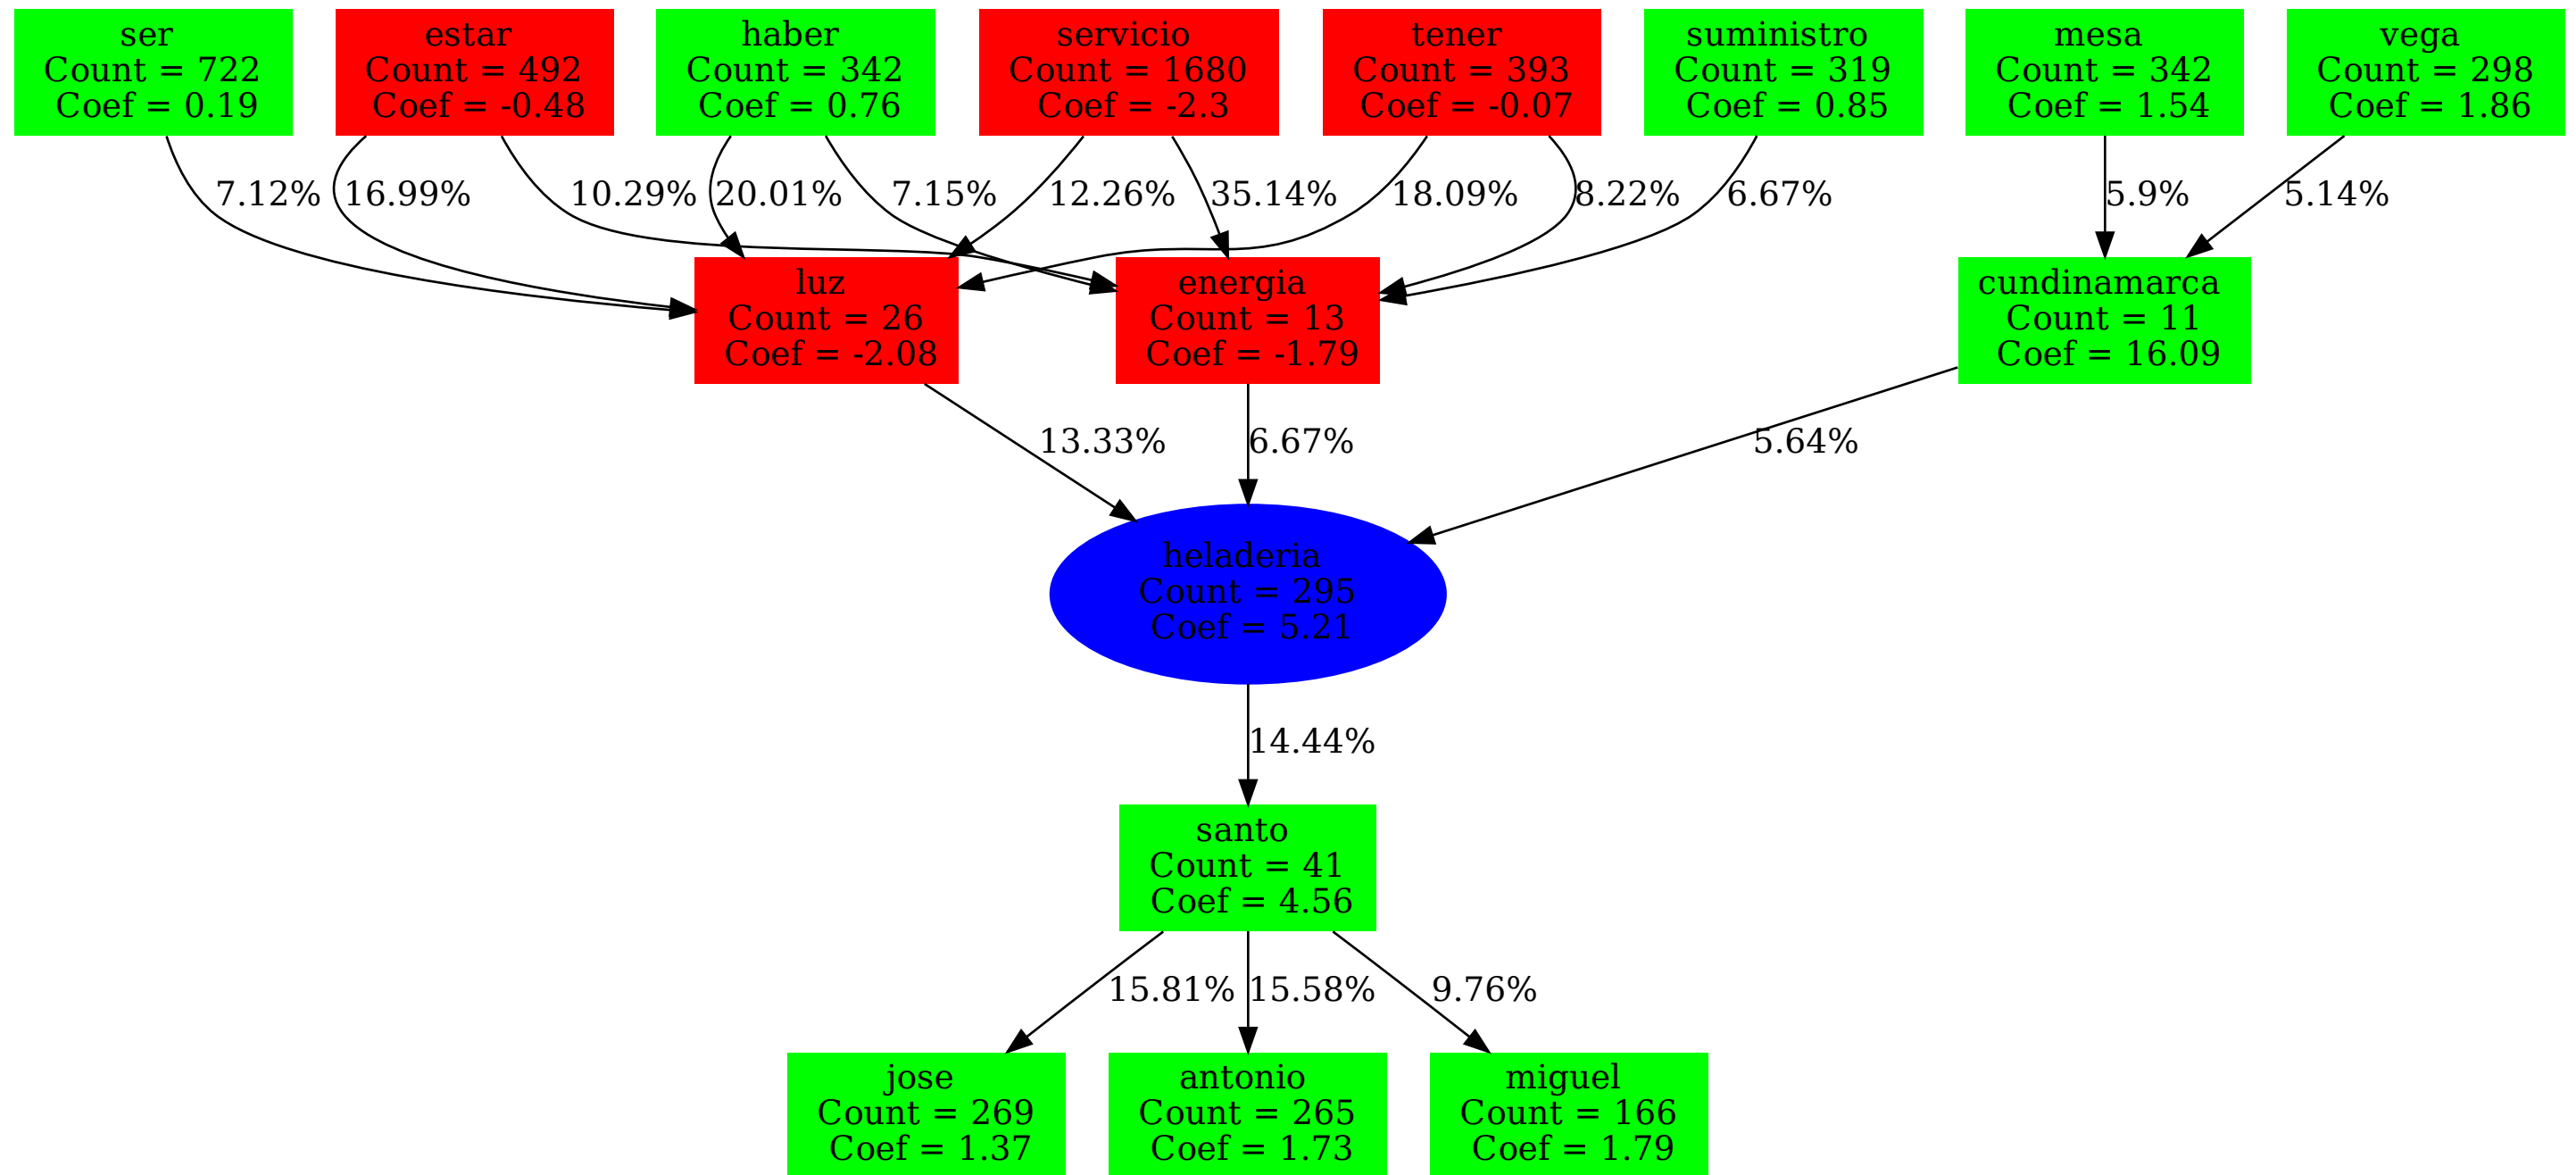 ser
Count = 722
Coef = 0.19
estar
Count = 492
Coef = -0.48
haber
Count = 342
Coef = 0.76
servicio
Count = 1680
Coef = -2.3
tener
Count = 393
Coef = -0.07
suministro
Count = 319
Coef = 0.85
mesa
Count = 342
Coef = 1.54
vega
Count = 298
Coef = 1.86
7.12%
16.99%
10.29%
20.01%
7.15%
12.26%
35.14%
18.09%
8.22%
6.67%
5.9%
5.14%
luz
Count = 26
Coef = -2.08
energia
Count = 13
Coef = -1.79
cundinamarca
Count = 11
Coef = 16.09
13.33%
6.67%
5.64%
heladeria
Count = 295
Coef = 5.21
14.44%
santo
Count = 41
Coef = 4.56
15.81%
15.58%
9.76%
jose
Count = 269
Coef = 1.37
antonio
Count = 265
Coef = 1.73
miguel
Count = 166
Coef = 1.79